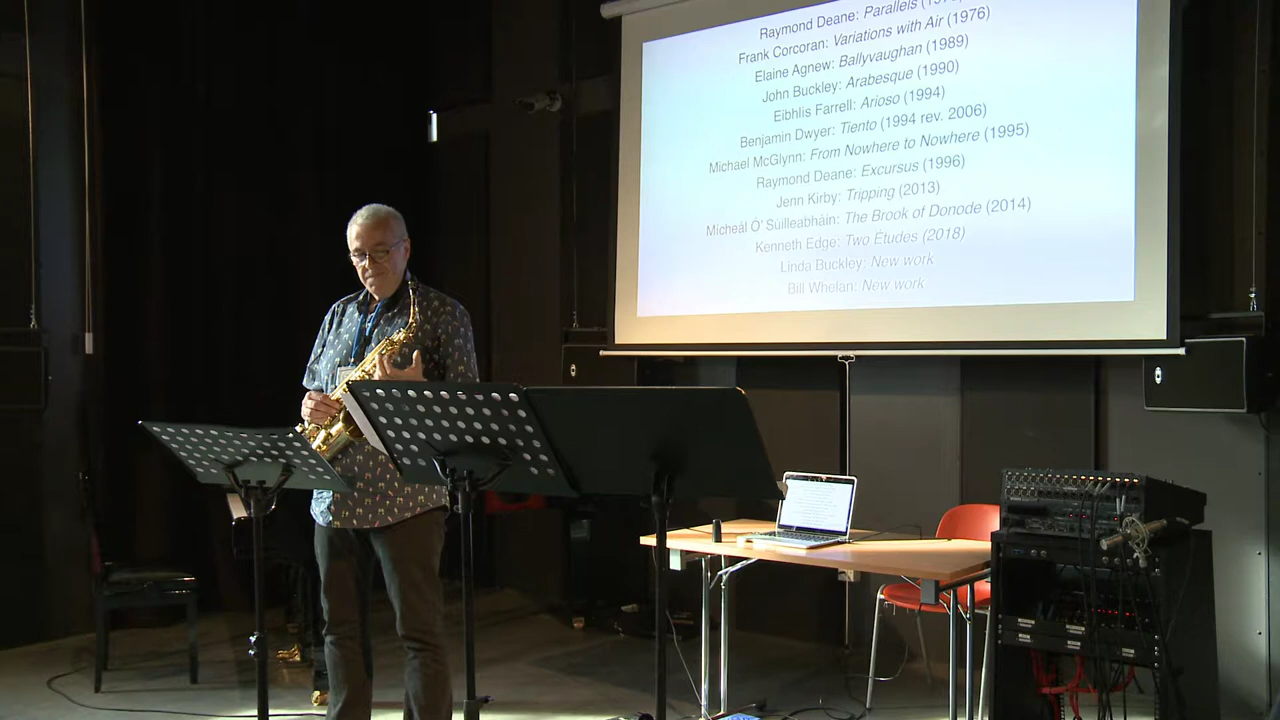 Raymond Deane: Parallels
Frank Corcoran: Variations with Air (1976)
Elaine Agnew: Ballyvaughan (1989)
John Buckley: Arabesque (1990)
Eibhlis Farrell: Arioso (1994)
Benjamin Dwyer: Tiento (1994 rev. 2006)
Michael McGlynn: From Nowhere to Nowhere (1995)
Raymond Deane: Excursus (1996)
Jenn Kirby: Tripping (2013)
Mícheál Ó' Súilleabháin: The Brook of Donode (2014)
Kenneth Edge: Two Études (2018)
Linda Buckley: New work
Bill Whelan: New work